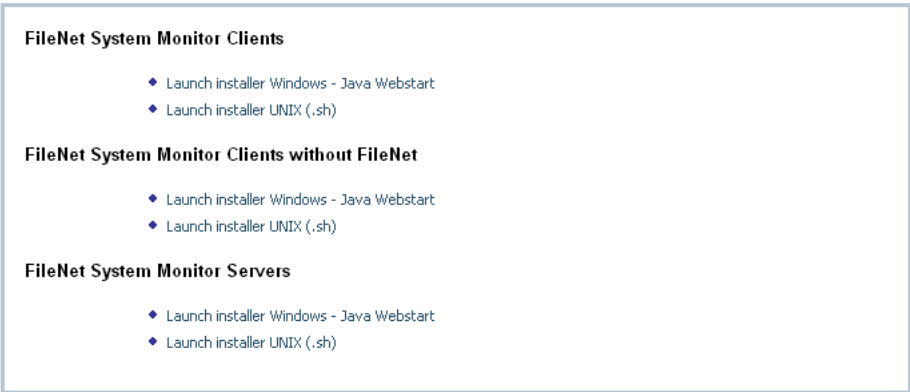 FileNet System Monitor Clients
Launch installer Windows - Java Webstart
Launch installer UNIX (.sh)
FileNet System Monitor Clients without FileNet
Launch installer Windows - Java Webstart
Launch installer UNIX (.sh)
FileNet System Monitor Servers
Launch installer Windows - Java Webstart
Launch installer UNIX (.sh)